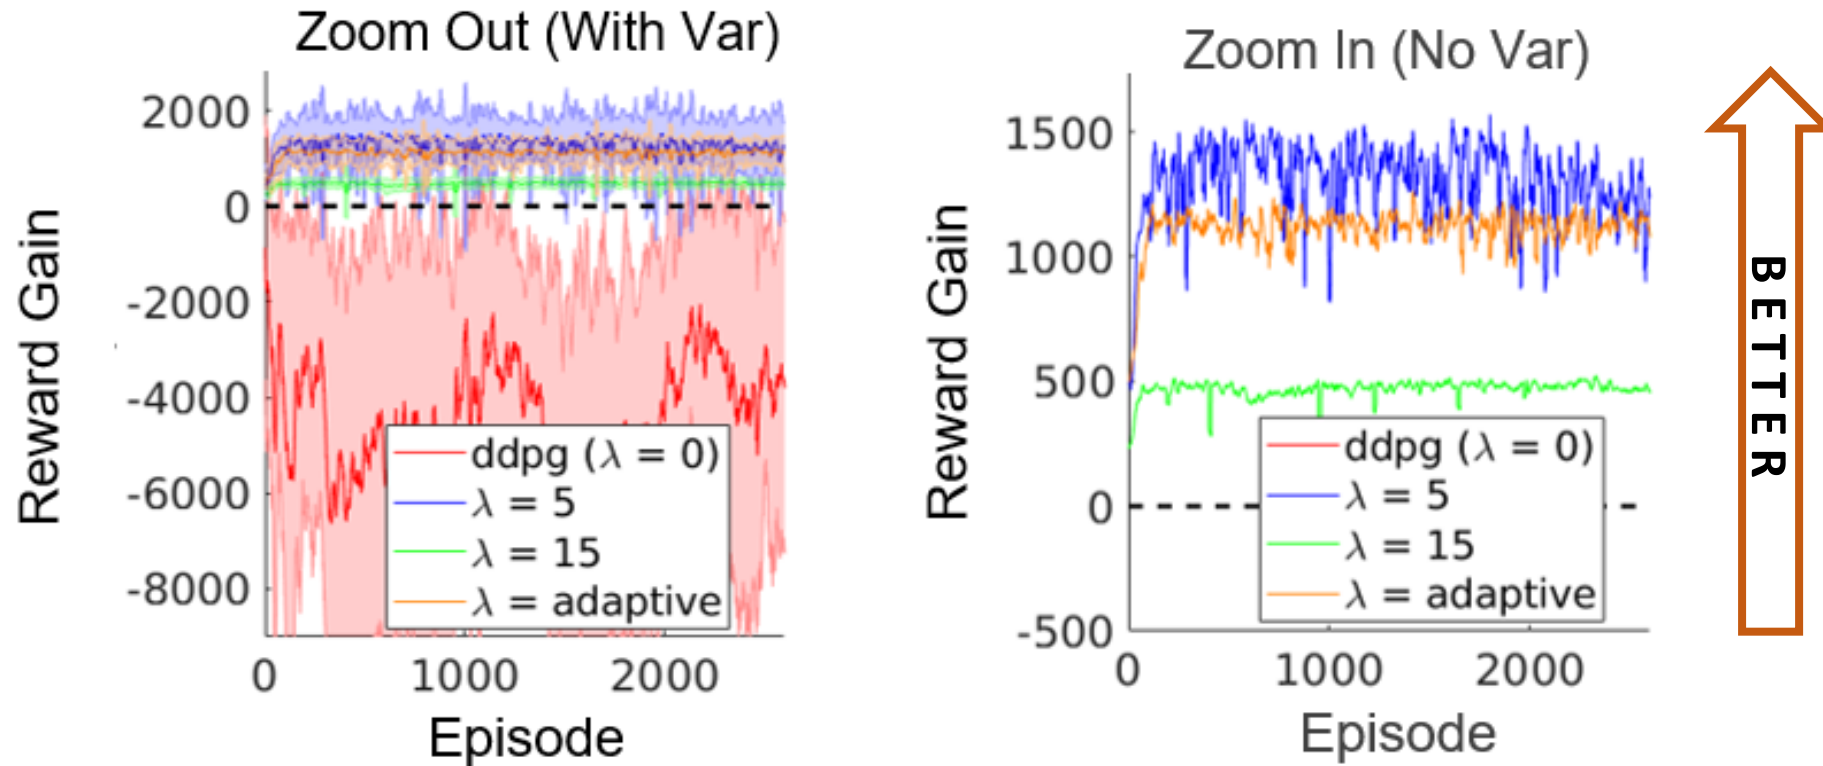 Zoom Out (With Var)
2000
0
-2000
-4000
-6000
-8000
Reward Gain
ddpg (λ = 0)
λ = 5
λ = 15
λ = adaptive
0 1000 2000
Episode
Zoom In (No Var)
1500
1000
500
0
-500
Reward Gain
ddpg (λ = 0)
λ = 5
λ = 15
λ = adaptive
0 1000 2000
Episode
BETTER